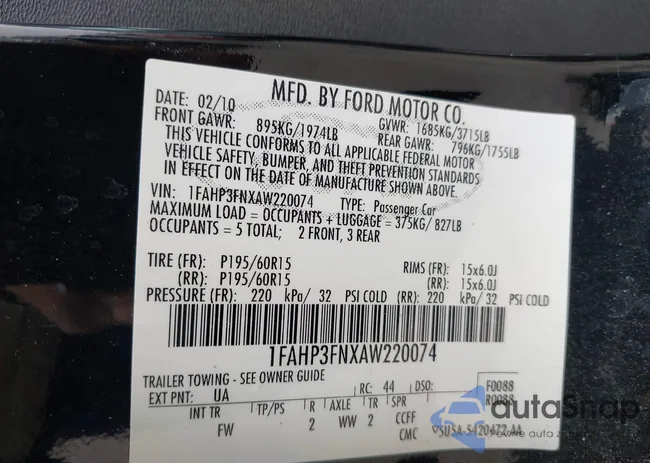 MFD. BY FORD MOTOR CO.
DATE: 02/10 GVWR: 1685KG/3715LB
FRONT GAWR: 895KG/1974LB REAR GAWR: 796KG/1755LB
THIS VEHICLE CONFORMS TO ALL APPLICABLE FEDERAL MOTOR
VEHICLE SAFETY, BUMPER, AND THEFT PREVENTION STANDARDS
IN EFFECT ON THE DATE OF MANUFACTURE SHOWN ABOVE.
VIN: 1FAHP3FNXAW220074 TYPE: Passenger Car
MAXIMUM LOAD = OCCUPANTS + LUGGAGE = 375KG/ 827LB
OCCUPANTS = 5 TOTAL; 2 FRONT, 3 REAR
TIRE (FR): P195/60R15 RIMS (FR): 15x6.0J
(RR): P195/60R15 (RR): 15x6.0J
PRESSURE (FR): 220 kPa/ 32 PSI COLD (RR): 220 kPa/ 32 PSI COLD
1FAHP3FNXAW220074
TRAILER TOWING - SEE OWNER GUIDE
EXT PNT: UA RC: 44 DSO: F0088
R0088
INT TR TP/PS R AXLE TR SPR
FW 2 WW 2 CCFF
CMC
autoSnap
Pewne auto zza oceanu